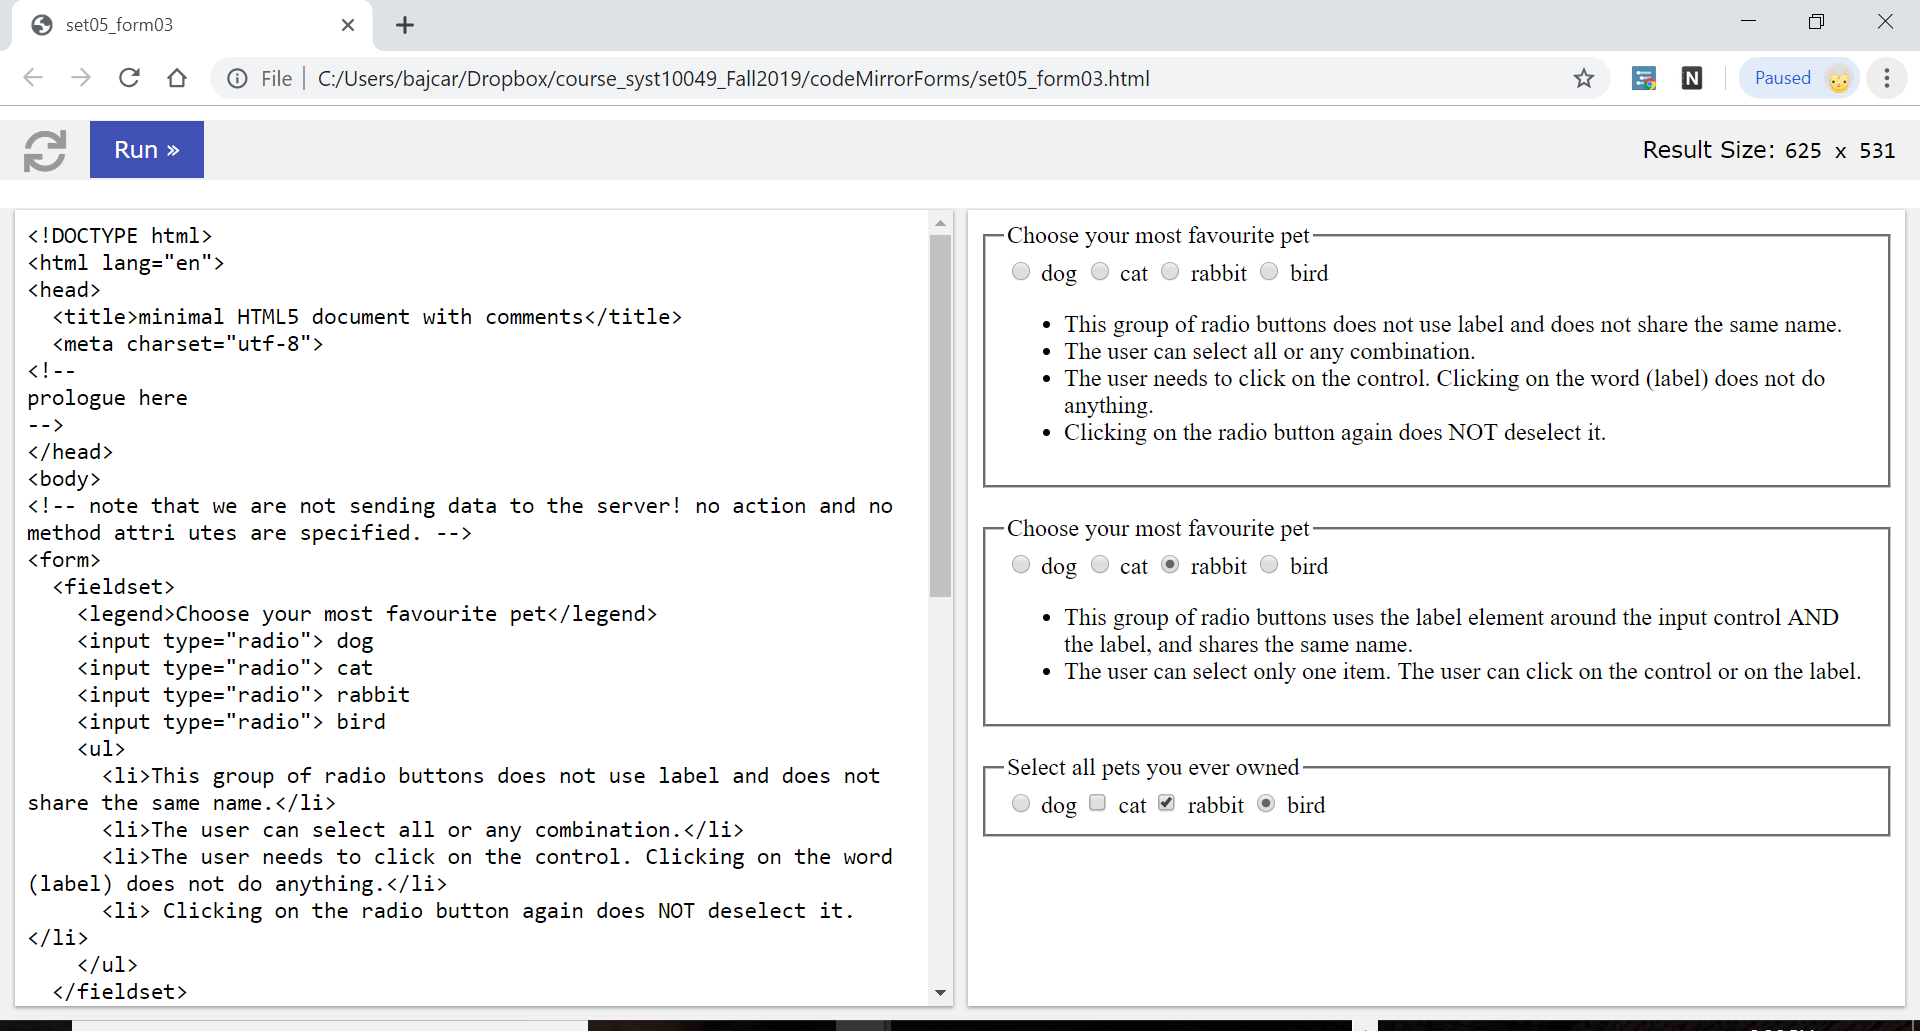 set05_form03
File
C:/Users/bajcar/Dropbox/course_syst10049_Fall2019/codeMirrorForms/set05_form03.html
N
Paused
Run »
Result Size: 625 x 531
<!DOCTYPE html>
<html lang="en">
<head>
<title>minimal HTML5 document with comments</title>
<meta charset="utf-8">
<!--
prologue here
-->
</head>
<body>
<!-- note that we are not sending data to the server! no action and no
method attri utes are specified. -->
<form>
<fieldset>
<legend>Choose your most favourite pet</legend>
<input type="radio"> dog
<input type="radio"> cat
<input type="radio"> rabbit
<input type="radio"> bird
<ul>
<li>This group of radio buttons does not use label and does not
share the same name.</li>
<li>The user can select all or any combination.</li>
<li>The user needs to click on the control. Clicking on the word
(label) does not do anything.</li>
<li> Clicking on the radio button again does NOT deselect it.
</li>
</ul>
</fieldset>
Choose your most favourite pet
dog cat rabbit bird
• This group of radio buttons does not use label and does not share the same name.
• The user can select all or any combination.
• The user needs to click on the control. Clicking on the word (label) does not do
anything.
• Clicking on the radio button again does NOT deselect it.
Choose your most favourite pet
dog cat rabbit bird
• This group of radio buttons uses the label element around the input control AND
the label, and shares the same name.
• The user can select only one item. The user can click on the control or on the label.
Select all pets you ever owned
dog cat rabbit bird